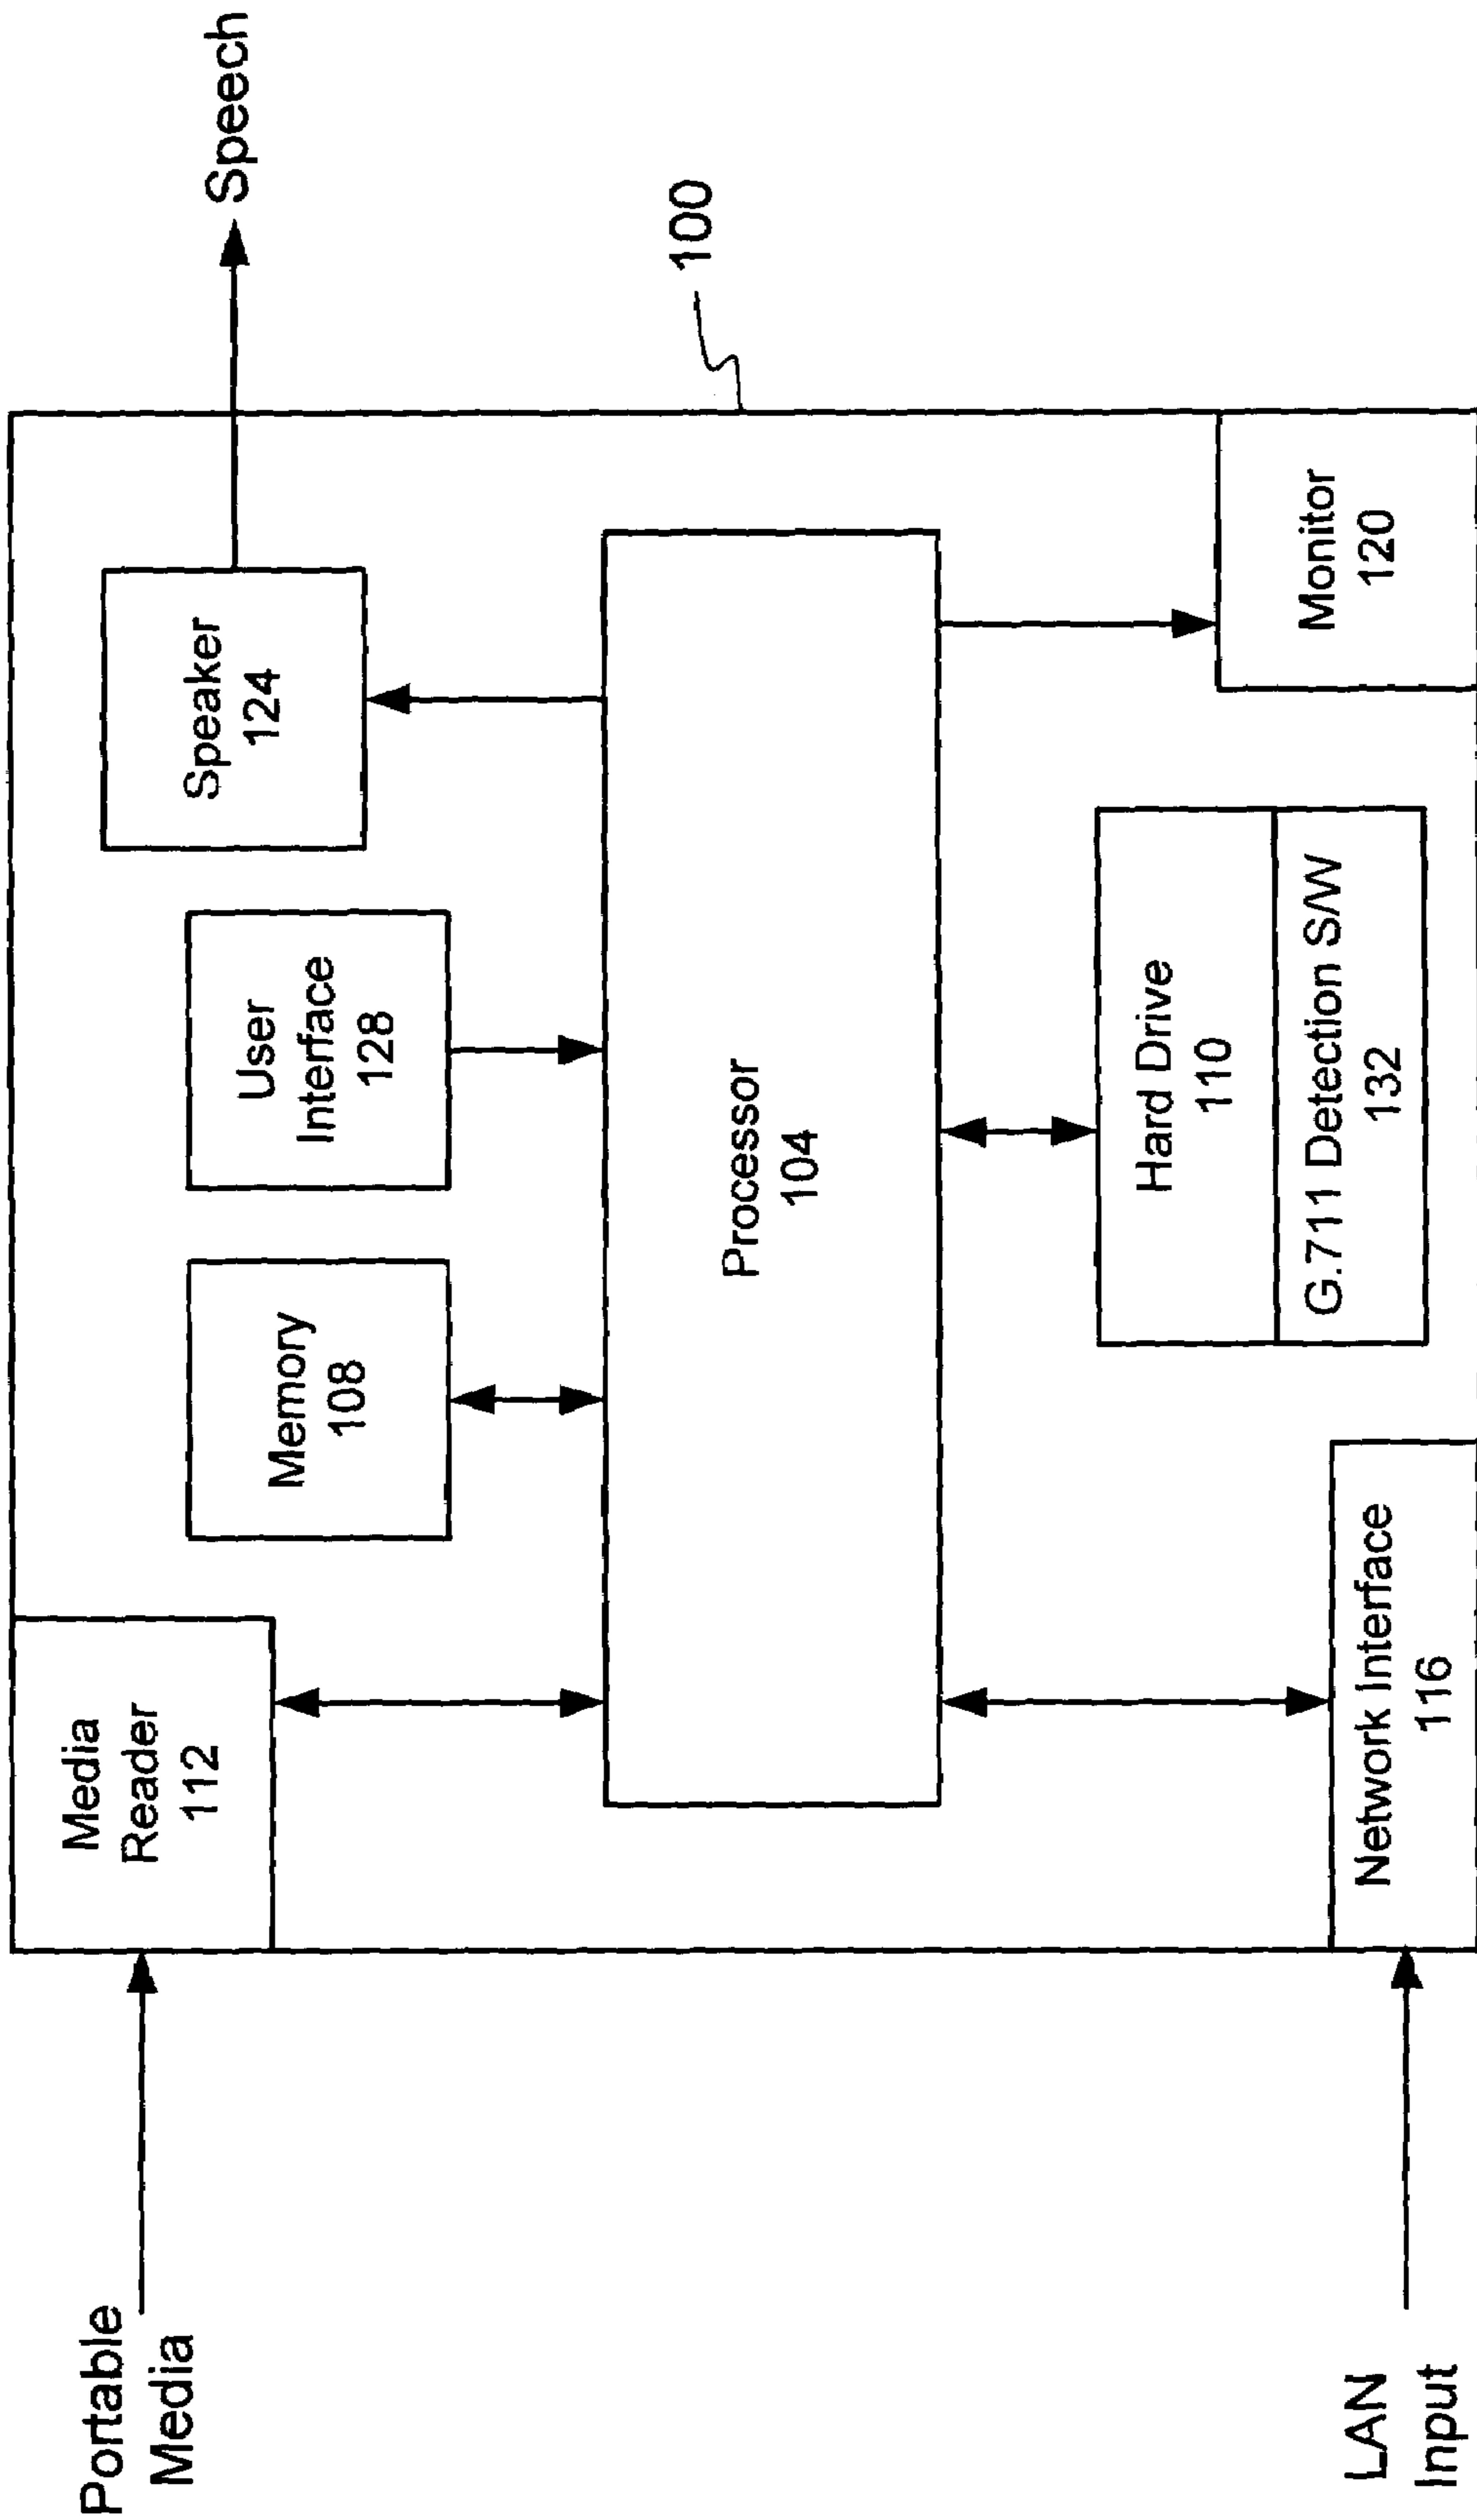 Portable
Media
Media
Reader
112
Memory
108
User
Interface
128
Speaker
124
Speech
Processor
104
100
LAN
Input
Network Interface
116
Hard Drive
110
G.711 Detection S/W
132
Monitor
120